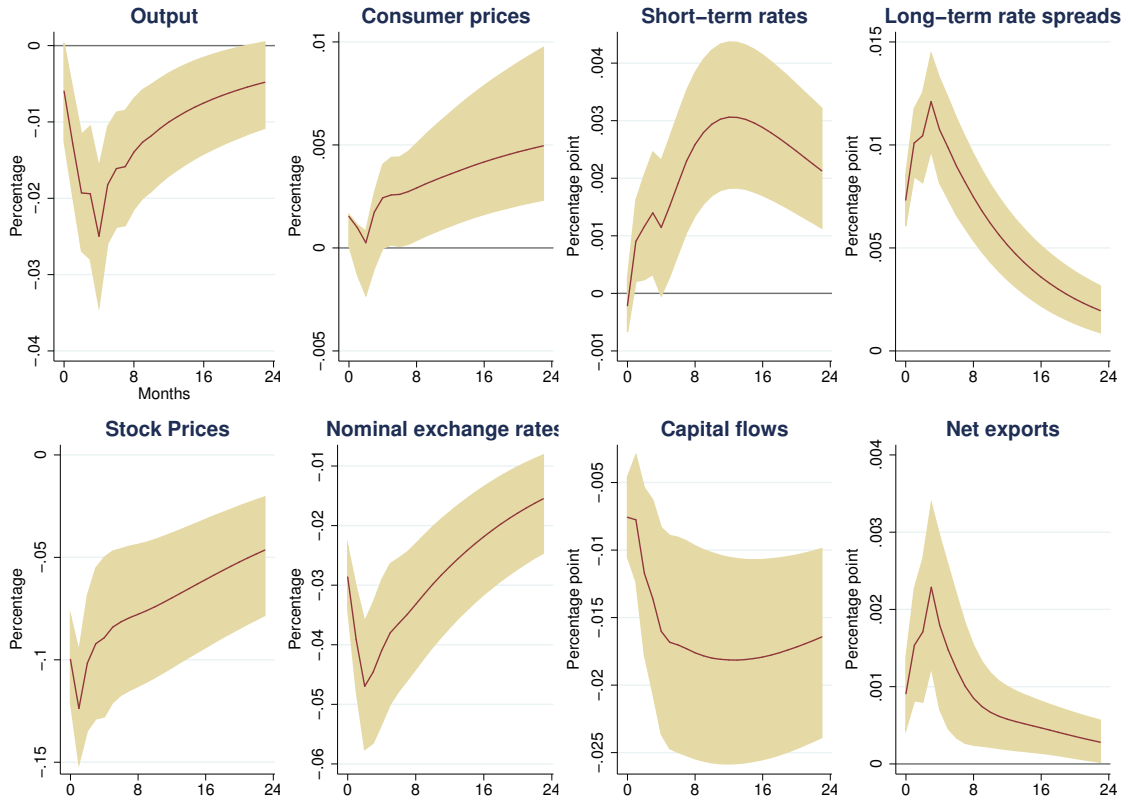 Output
Percentage
0
−.01
−.02
−.03
−.04
0 8 16 24
Months
Consumer prices
Percentage
.01
.005
0
−.005
0 8 16 24
Short−term rates
Percentage point
.004
.003
.002
.001
0
−.001
0 8 16 24
Long−term rate spreads
Percentage point
.015
.01
.005
0
0 8 16 24
Stock Prices
Percentage
0
−.05
−.1
−.15
0 8 16 24
Nominal exchange rates
Percentage
−.01
−.02
−.03
−.04
−.05
−.06
0 8 16 24
Capital flows
Percentage point
−.005
−.01
−.015
−.02
−.025
0 8 16 24
Net exports
Percentage point
.004
.003
.002
.001
0
0 8 16 24